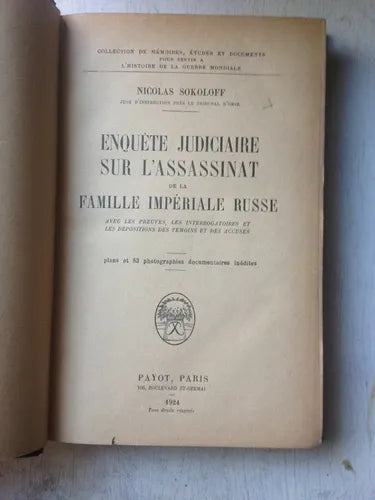 COLLECTION DE MÉMOIRES, ÉTUDES ET DOCUMENTS
POUR SERVIR A
L'HISTOIRE DE LA GUERRE MONDIALE
NICOLAS SOKOLOFF
JUGE D'INSTRUCTION PRÈS LE TRIBUNAL D'OMSK
ENQUÊTE JUDICIAIRE
SUR L'ASSASSINAT
DE LA
FAMILLE IMPÉRIALE RUSSE
AVEC LES PREUVES, LES INTERROGATOIRES ET
LES DÉPOSITIONS DES TÉMOINS ET DES ACCUSÉS
plans et 83 photographies documentaires inédites
PAYOT, PARIS
106, BOULEVARD ST-GERMAIN
1924
Tous droits réservés